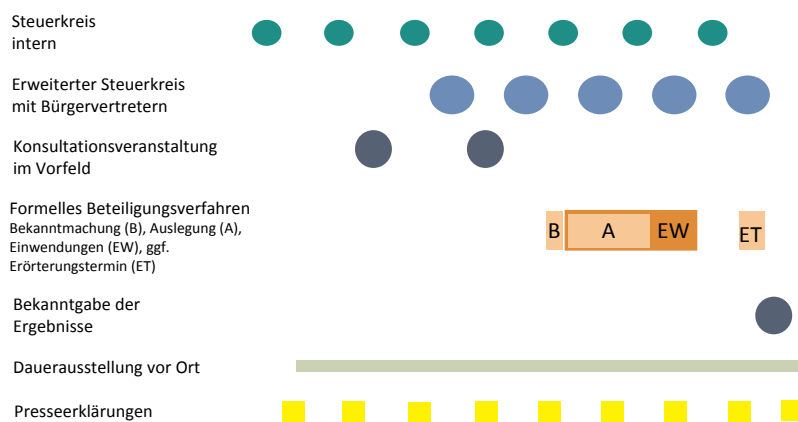 Steuerkreis
intern
Erweiterter Steuerkreis
mit Bürgervertretern
Konsultationsveranstaltung
im Vorfeld
Formelles Beteiligungsverfahren
Bekanntmachung (B), Auslegung (A),
Einwendungen (EW), ggf.
Erörterungstermin (ET)
B A EW ET
Bekanntgabe der
Ergebnisse
Dauerausstellung vor Ort
Presseerklärungen